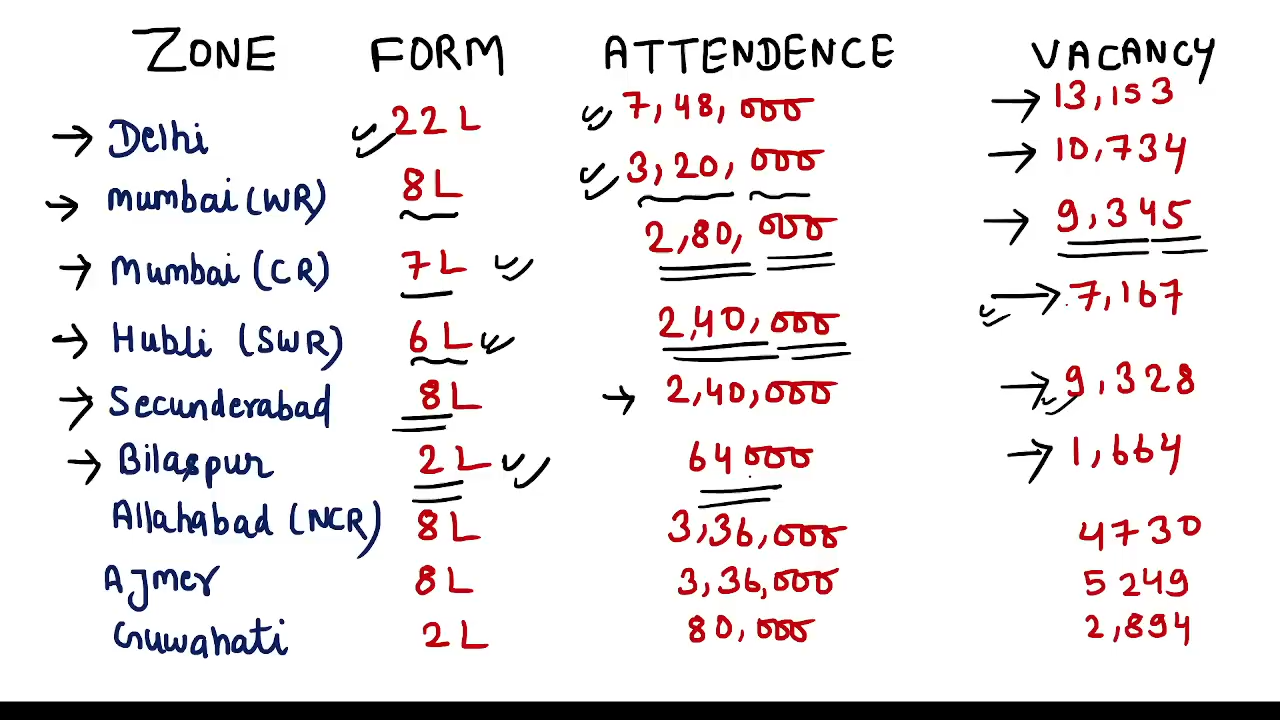 ZONE FORM ATTENDENCE VACANCY
Delhi 22 L 7,48,000 13,153
Mumbai (WR) 8 L 3,20,000 10,734
Mumbai (CR) 7 L 2,80,000 9,345
Hubli (SWR) 6 L 2,40,000 7,167
Secunderabad 8 L 2,40,000 9,328
Bilaspur 2 L 64000 1,664
Allahabad (NCR) 8 L 3,36,000 4730
Ajmer 8 L 3,36,000 5249
Guwahati 2 L 80,000 2,894